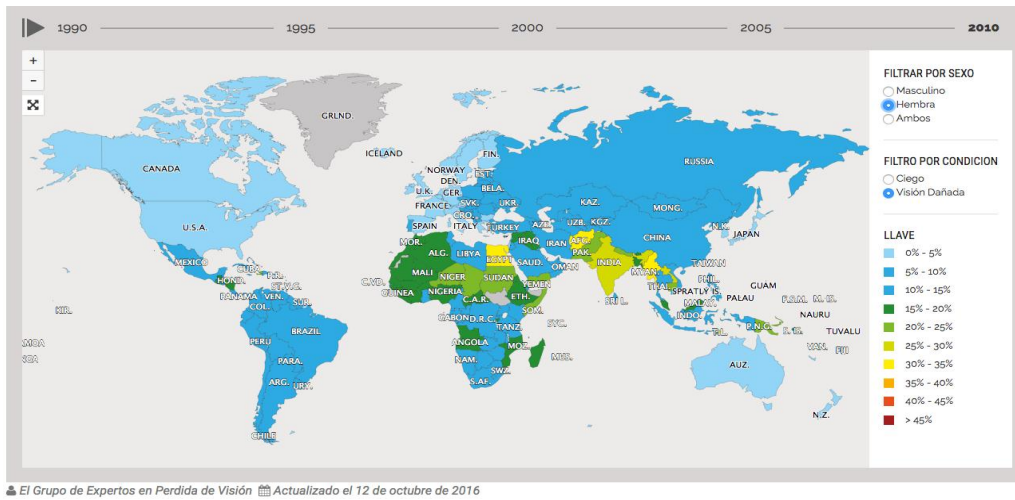 1990 1995 2000 2005 2010
+
−
FILTRAR POR SEXO
Masculino
Hembra
Ambos
FILTRO POR CONDICION
Ciego
Visión Dañada
LLAVE
0% - 5%
5% - 10%
10% - 15%
15% - 20%
20% - 25%
25% - 30%
30% - 35%
35% - 40%
40% - 45%
> 45%
GRLND.
ICELAND
FIN.
RUSSIA
CANADA
NORWAY
EST.
DEN.
BELA.
U.K.
GER
KAZ.
FRANCE
SVK.
UKR.
MONG.
CRO.
U.S.A.
SPAIN
ITALY
TURKEY
AZE.
UZB.
KGZ.
N.K.
JAPAN
MOR.
IRAQ
IRAN
AFG.
CHINA
ALG.
LIBYA
EGYPT
PAK.
MEXICO
CUBA
SAUD.
OMAN
INDIA
TAIWAN
HOND.
P.R.
C.VD.
MALI
NIGER
SUDAN
YEMEN
MYAN.
THAI.
PHIL.
GUAM
ST.V.G.
GUINEA
NIGERIA
ETH.
SPRATLY IS.
PANAMA
VEN.
C.A.R.
SOM.
SRI L.
MALAY.
PALAU
F.S.M.
M. IS.
KIR.
COL.
SUR.
GABON
D.R.C.
SYC.
INDO.
NAURU
TANZ.
P.N.G.
S. IS.
TUVALU
PERU
BRAZIL
ANGOLA
MOZ.
T.L.
VAN.
FIJI
MOA
PARA.
NAM.
MUS.
AUZ.
ARG.
URY.
SWZ.
S.AF.
N.Z.
CHILE
El Grupo de Expertos en Perdida de Visión Actualizado el 12 de octubre de 2016